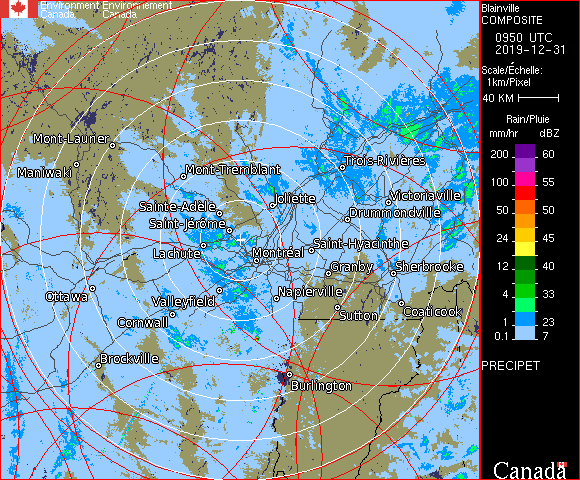 Environment Environnement
Canada Canada
Blainville
COMPOSITE
0950 UTC
2019-12-31
Scale/Échelle:
1km/Pixel
40 KM
Rain/Pluie
mm/hr dBZ
200 60
100 55
50 50
24 45
12 40
4 33
1 23
0.1 7
PRECIPET
Canada
Mont-Laurier
Maniwaki
Mont-Tremblant
Trois-Rivières
Sainte-Adèle
Joliette
Victoriaville
Drummondville
Saint-Jérôme
Lachute
Montréal
Saint-Hyacinthe
Granby
Sherbrooke
Ottawa
Valleyfield
Napierville
Cornwall
Sutton
Coaticook
Brockville
Burlington